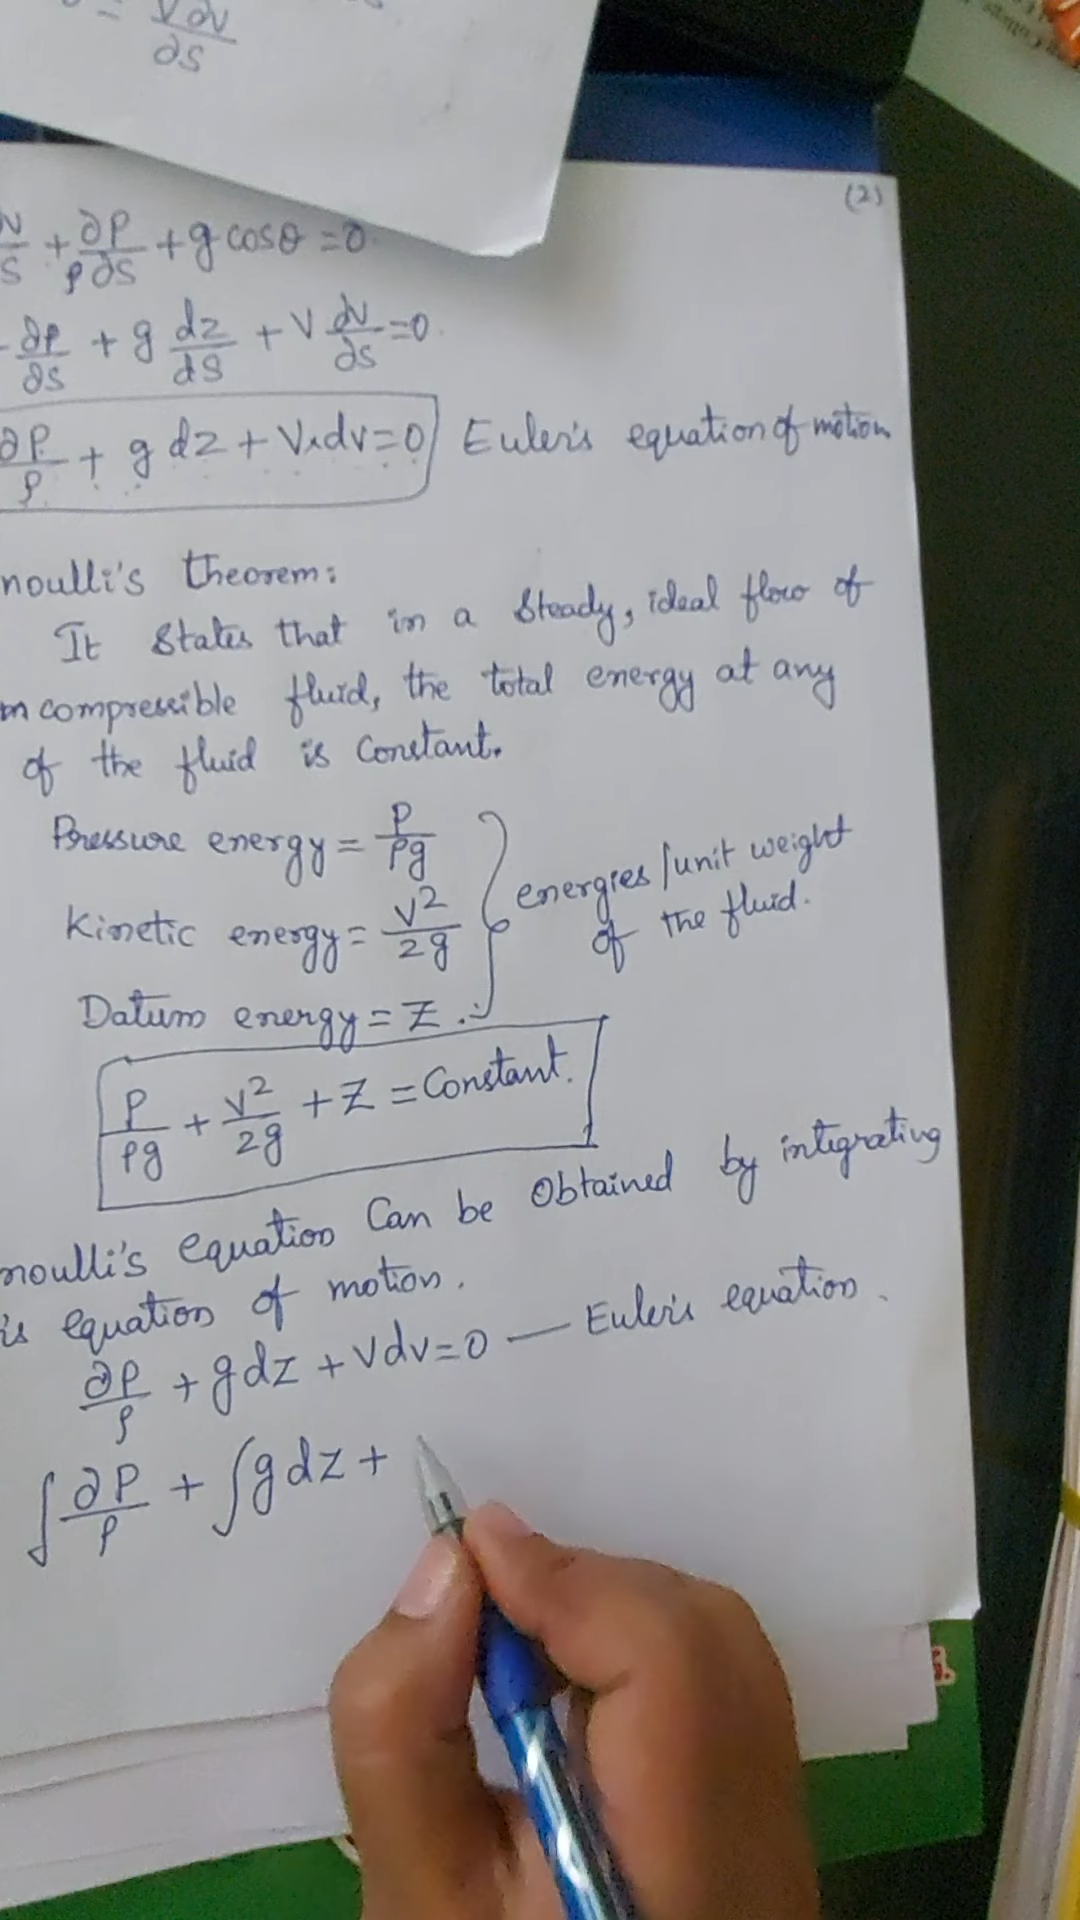 = V∂V/∂S
(2)
∂V/∂S + ∂P/ρ∂S + g cosθ = 0
∂P/∂S + g dz/ds + V dv/∂s = 0
∂P/ρ + g dz + V.dv = 0 Euler's equation of motion
noulli's theorem:
It states that in a steady, ideal flow of
compressible fluid, the total energy at any
of the fluid is constant.
Pressure energy = P/ρg
Kinetic energy = V²/2g energies/unit weight of the fluid.
Datum energy = Z.
P/ρg + V²/2g + Z = Constant.
noulli's equation can be obtained by integrating
is equation of motion.
∂P/ρ + gdz + vdv = 0 — Euler's equation.
∫∂P/ρ + ∫gdz +